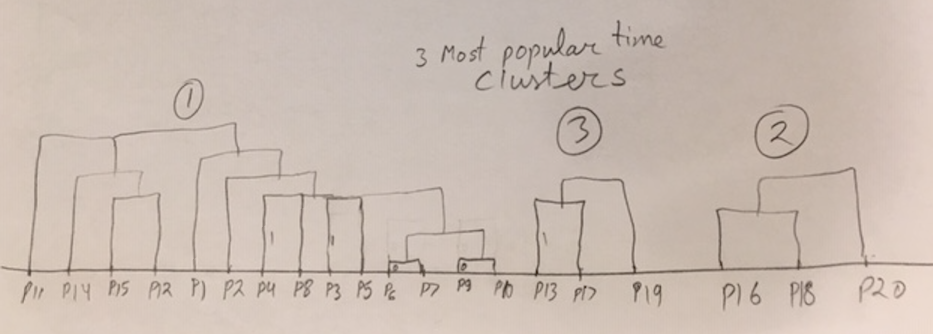 3 Most popular time
clusters
1
3
2
P11 P14 P15 P12 P1 P2 P4 P8 P3 P5 P6 P7 P9 P10 P13 P17 P19 P16 P18 P20